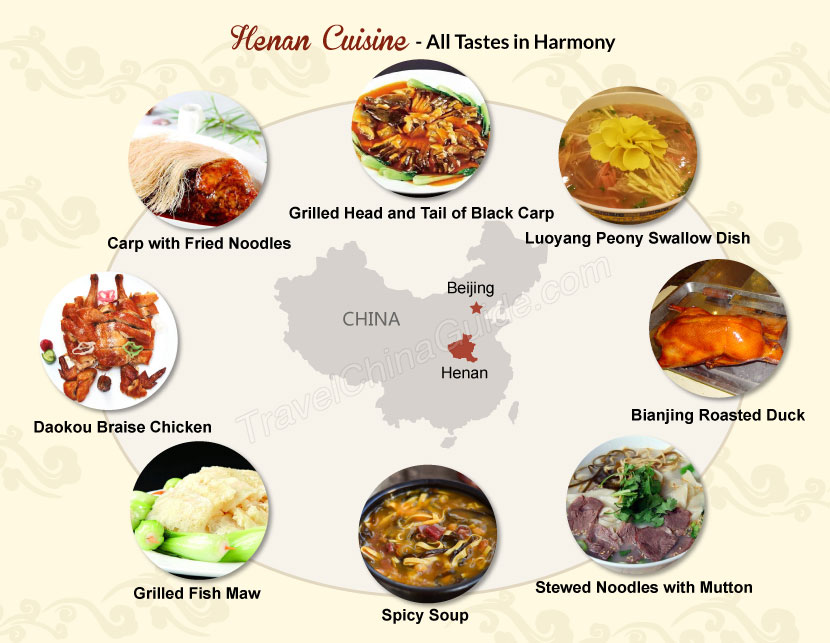 Henan Cuisine - All Tastes in Harmony
Grilled Head and Tail of Black Carp
Carp with Fried Noodles
Luoyang Peony Swallow Dish
Beijing
CHINA
Henan
TravelChinaGuide.com
Daokou Braise Chicken
Bianjing Roasted Duck
Grilled Fish Maw
Stewed Noodles with Mutton
Spicy Soup